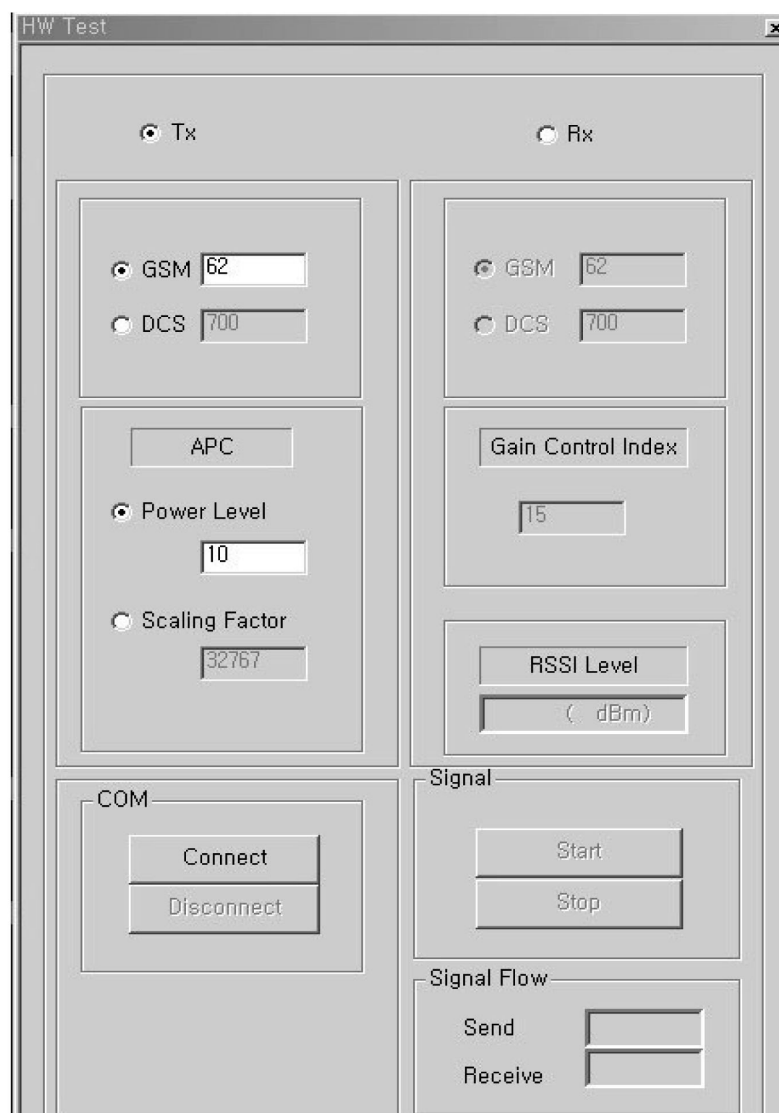 HW Test
Tx
Rx
GSM 62
DCS 700
GSM 62
DCS 700
APC
Power Level
10
Scaling Factor
32767
Gain Control Index
15
RSSI Level
( dBm)
COM
Connect
Disconnect
Signal
Start
Stop
Signal Flow
Send
Receive